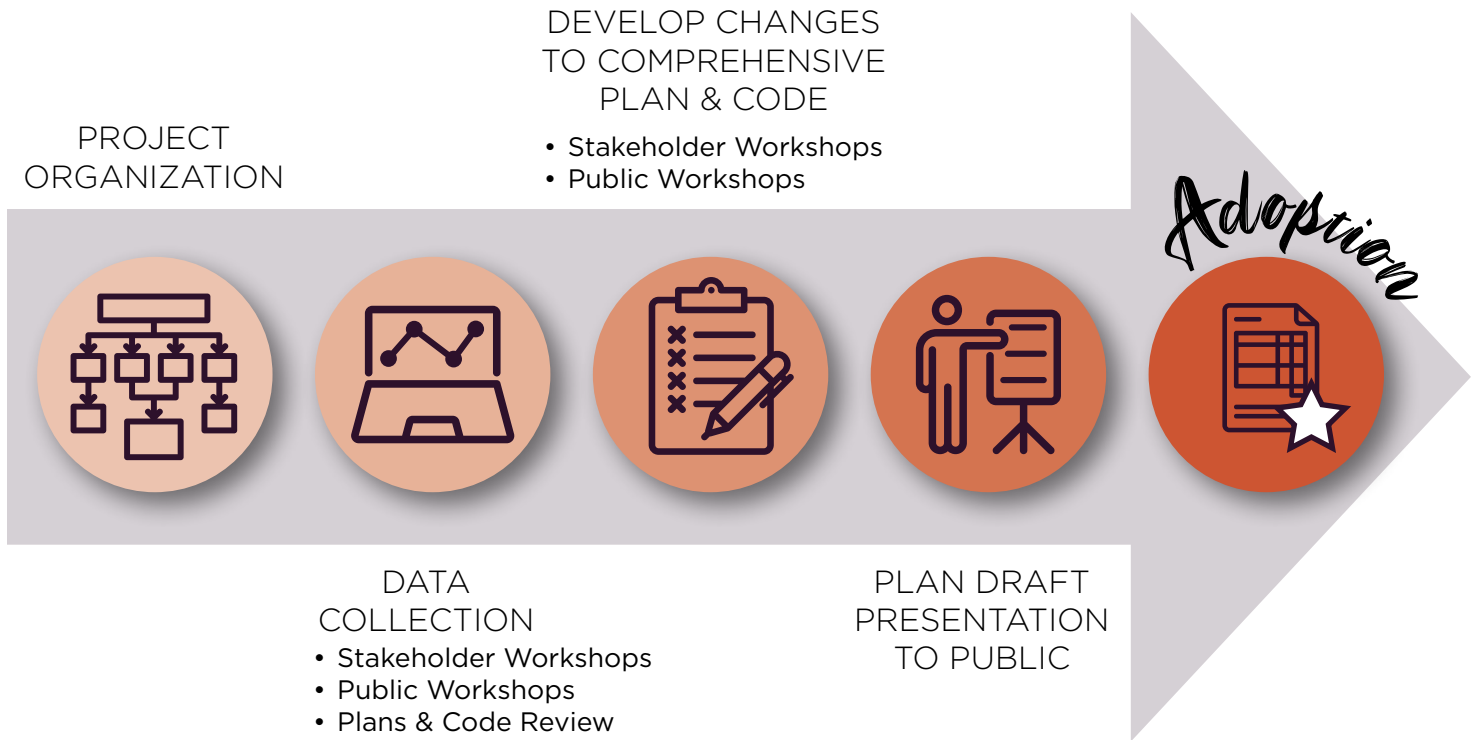 PROJECT
ORGANIZATION
DATA
COLLECTION
• Stakeholder Workshops
• Public Workshops
• Plans & Code Review
DEVELOP CHANGES
TO COMPREHENSIVE
PLAN & CODE
• Stakeholder Workshops
• Public Workshops
PLAN DRAFT
PRESENTATION
TO PUBLIC
Adoption